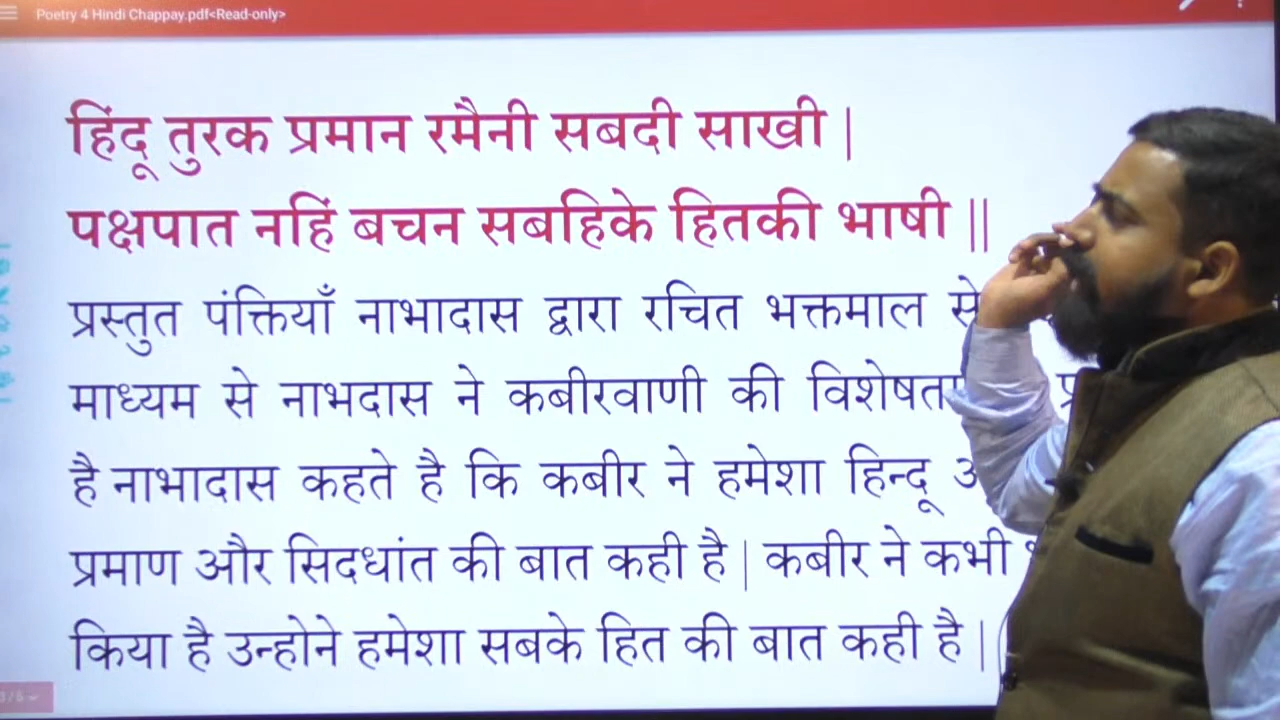 Poetry 4 Hindi Chappay.pdf<Read-only>
हिंदू तुरक प्रमान रमैनी सबदी साखी |
पक्षपात नहिं बचन सबहिके हितकी भाषी ||
प्रस्तुत पंक्तियाँ नाभादास द्वारा रचित भक्तमाल से
माध्यम से नाभदास ने कबीरवाणी की
है नाभादास कहते है कि कबीर ने हमेशा हिन्दू
प्रमाण और सिदधांत की बात कही है | कबीर ने कभी
किया है उन्होने हमेशा सबके हित की बात कही है |